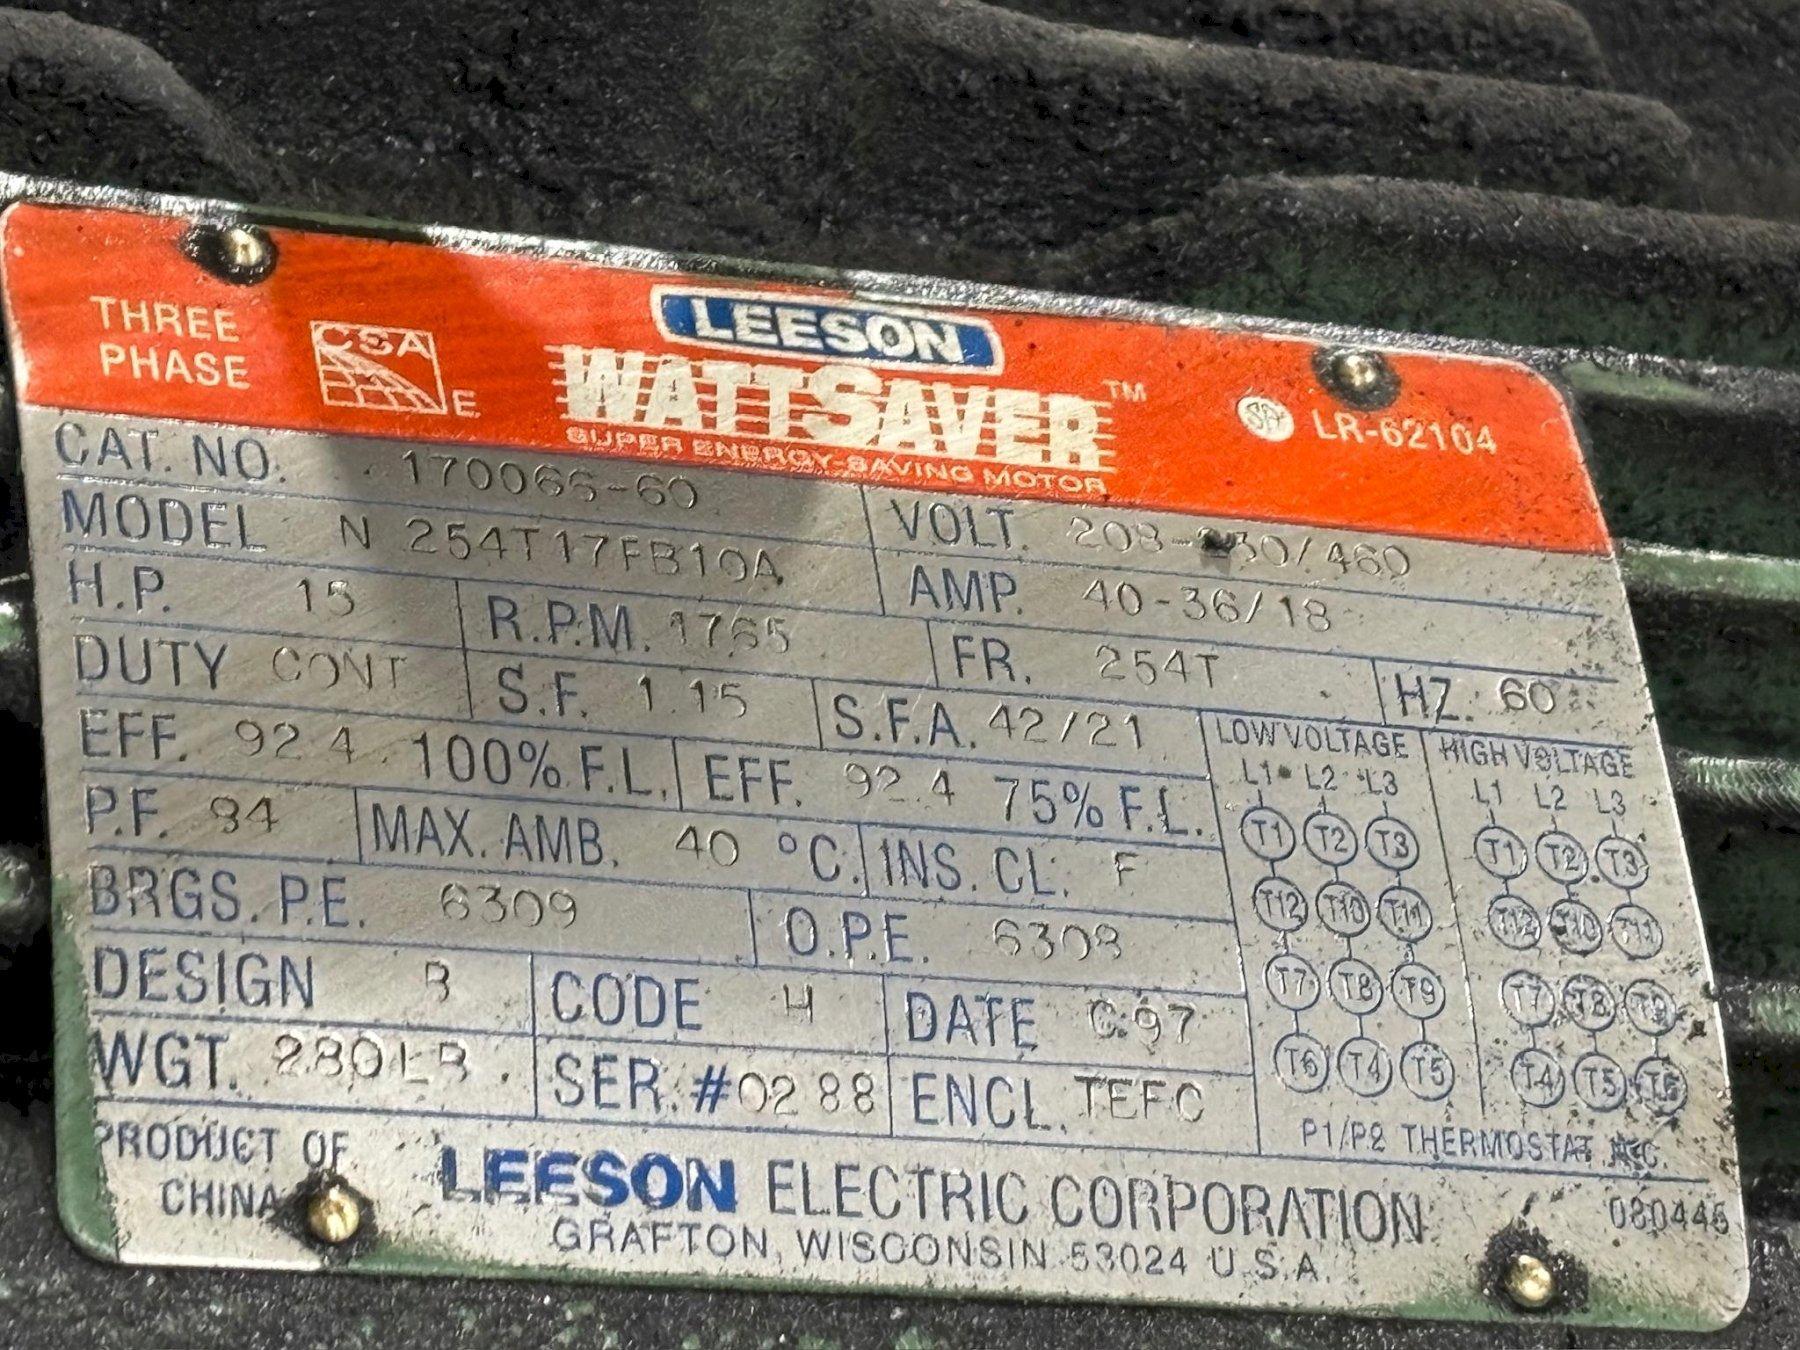 THREE
PHASE
CSA
E
LEESON
WATTSAVER™
SUPER ENERGY-SAVING MOTOR
LR-62104
CAT. NO. 170066-60
VOLT. 208-230/460
MODEL N 254T17FB10A
AMP. 40-36/18
H.P. 15 R.P.M. 1765 FR. 254T HZ. 60
DUTY CONT S.F. 1.15 S.F.A. 42/21
EFF. 92.4 100% F.L. EFF. 92.4 75% F.L.
P.F. 84 MAX. AMB. 40 °C. INS. CL. F
BRGS. P.E. 6309 O.P.E. 6308
DESIGN B CODE H DATE 97
WGT. 280LB. SER.# 0288 ENCL. TEFC
LOW VOLTAGE
L1 L2 L3
T1 T2 T3
T12 T10 T11
T7 T8 T9
T6 T4 T5
HIGH VOLTAGE
L1 L2 L3
T1 T2 T3
T12 T10 T11
T7 T8 T9
T4 T5 T6
P1/P2 THERMOSTAT
PRODUCT OF
CHINA
LEESON ELECTRIC CORPORATION
GRAFTON, WISCONSIN 53024 U.S.A.
080446